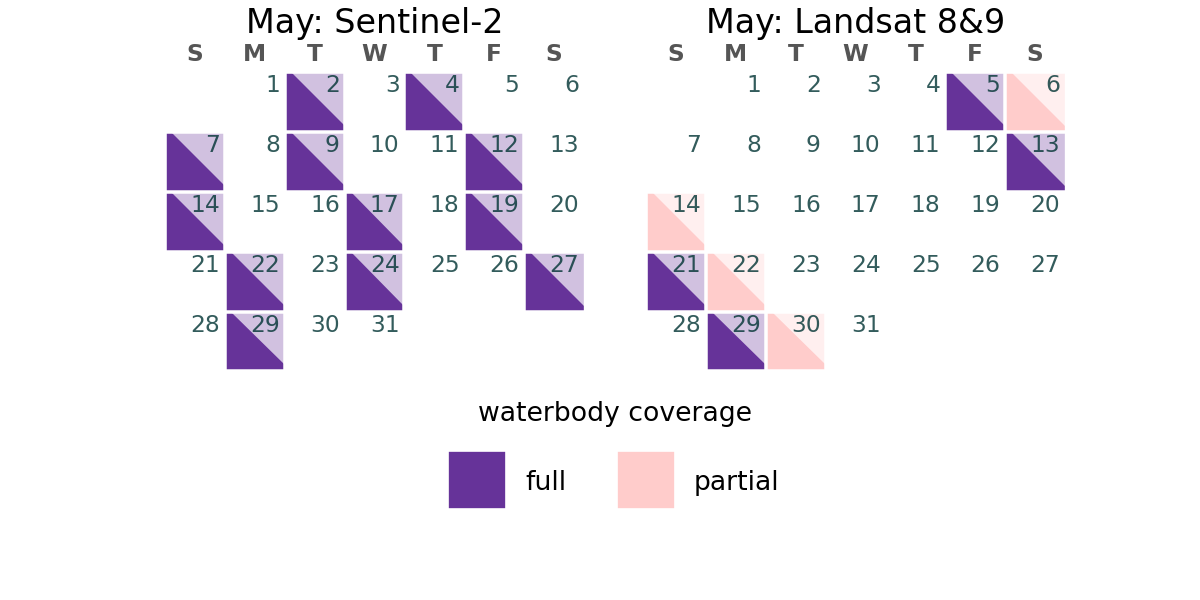 May: Sentinel-2
S M T W T F S
1 2 3 4 5 6
7 8 9 10 11 12 13
14 15 16 17 18 19 20
21 22 23 24 25 26 27
28 29 30 31
May: Landsat 8&9
S M T W T F S
1 2 3 4 5 6
7 8 9 10 11 12 13
14 15 16 17 18 19 20
21 22 23 24 25 26 27
28 29 30 31
waterbody coverage
full partial